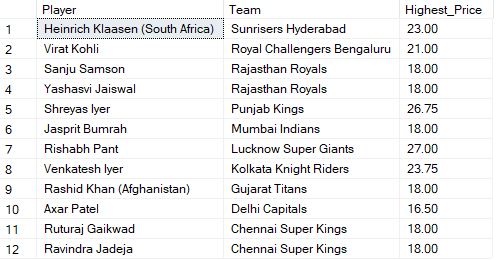 Player Team Highest_Price
1 Heinrich Klaasen (South Africa) Sunrisers Hyderabad 23.00
2 Virat Kohli Royal Challengers Bengaluru 21.00
3 Sanju Samson Rajasthan Royals 18.00
4 Yashasvi Jaiswal Rajasthan Royals 18.00
5 Shreyas Iyer Punjab Kings 26.75
6 Jasprit Bumrah Mumbai Indians 18.00
7 Rishabh Pant Lucknow Super Giants 27.00
8 Venkatesh Iyer Kolkata Knight Riders 23.75
9 Rashid Khan (Afghanistan) Gujarat Titans 18.00
10 Axar Patel Delhi Capitals 16.50
11 Ruturaj Gaikwad Chennai Super Kings 18.00
12 Ravindra Jadeja Chennai Super Kings 18.00